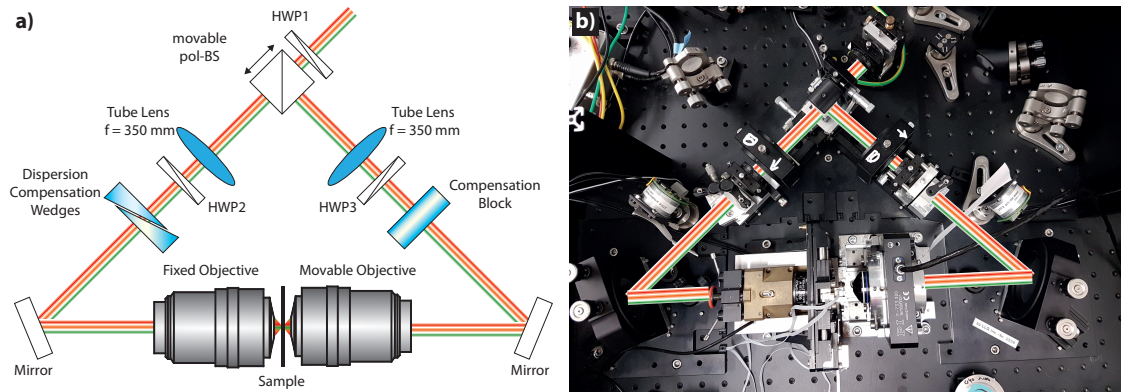 a)
HWP1
movable
pol-BS
Tube Lens
f = 350 mm
Tube Lens
f = 350 mm
Dispersion
Compensation
Wedges
HWP2
HWP3
Compensation
Block
Fixed Objective
Movable Objective
Mirror
Sample
Mirror
b)